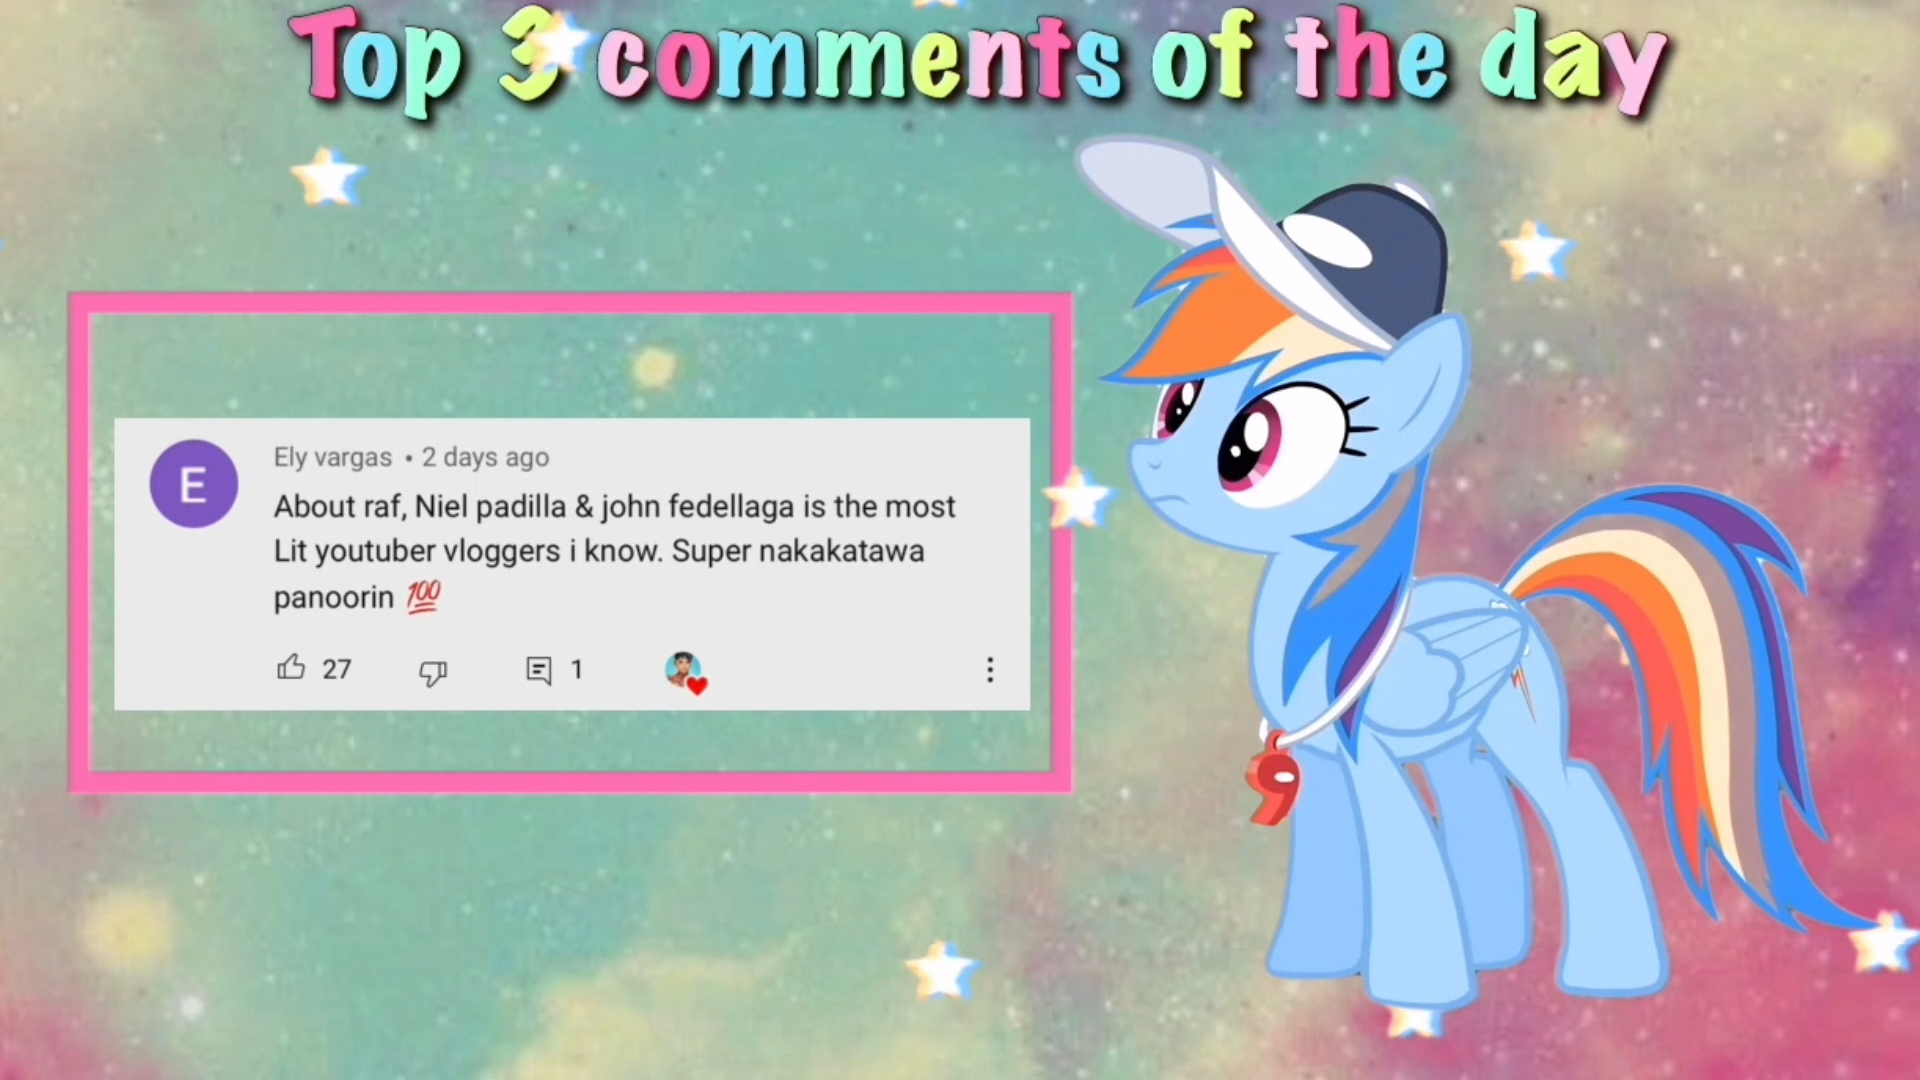 Top 3 comments of the day
E
Ely vargas • 2 days ago
About raf, Niel padilla & john fedellaga is the most
Lit youtuber vloggers i know. Super nakakatawa
panoorin 💯
27
1